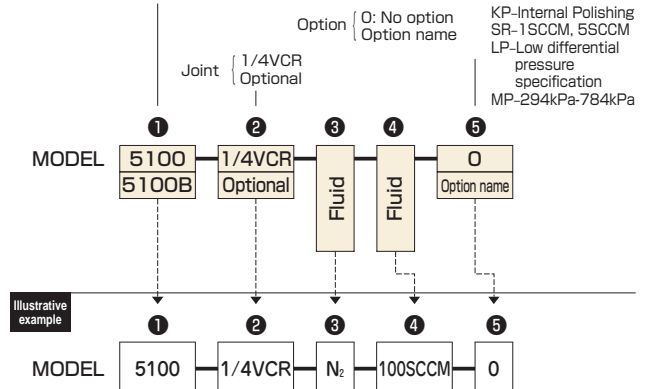 Option { 0: No option
Option name
KP-Internal Polishing
SR-1SCCM, 5SCCM
LP-Low differential
pressure
specification
MP-294kPa-784kPa
Joint { 1/4VCR
Optional
❶ ❷ ❸ ❹ ❺
MODEL 5100 1/4VCR Fluid Fluid 0
5100B Optional Option name
Illustrative
example
❶ ❷ ❸ ❹ ❺
MODEL 5100 1/4VCR N₂ 100SCCM 0